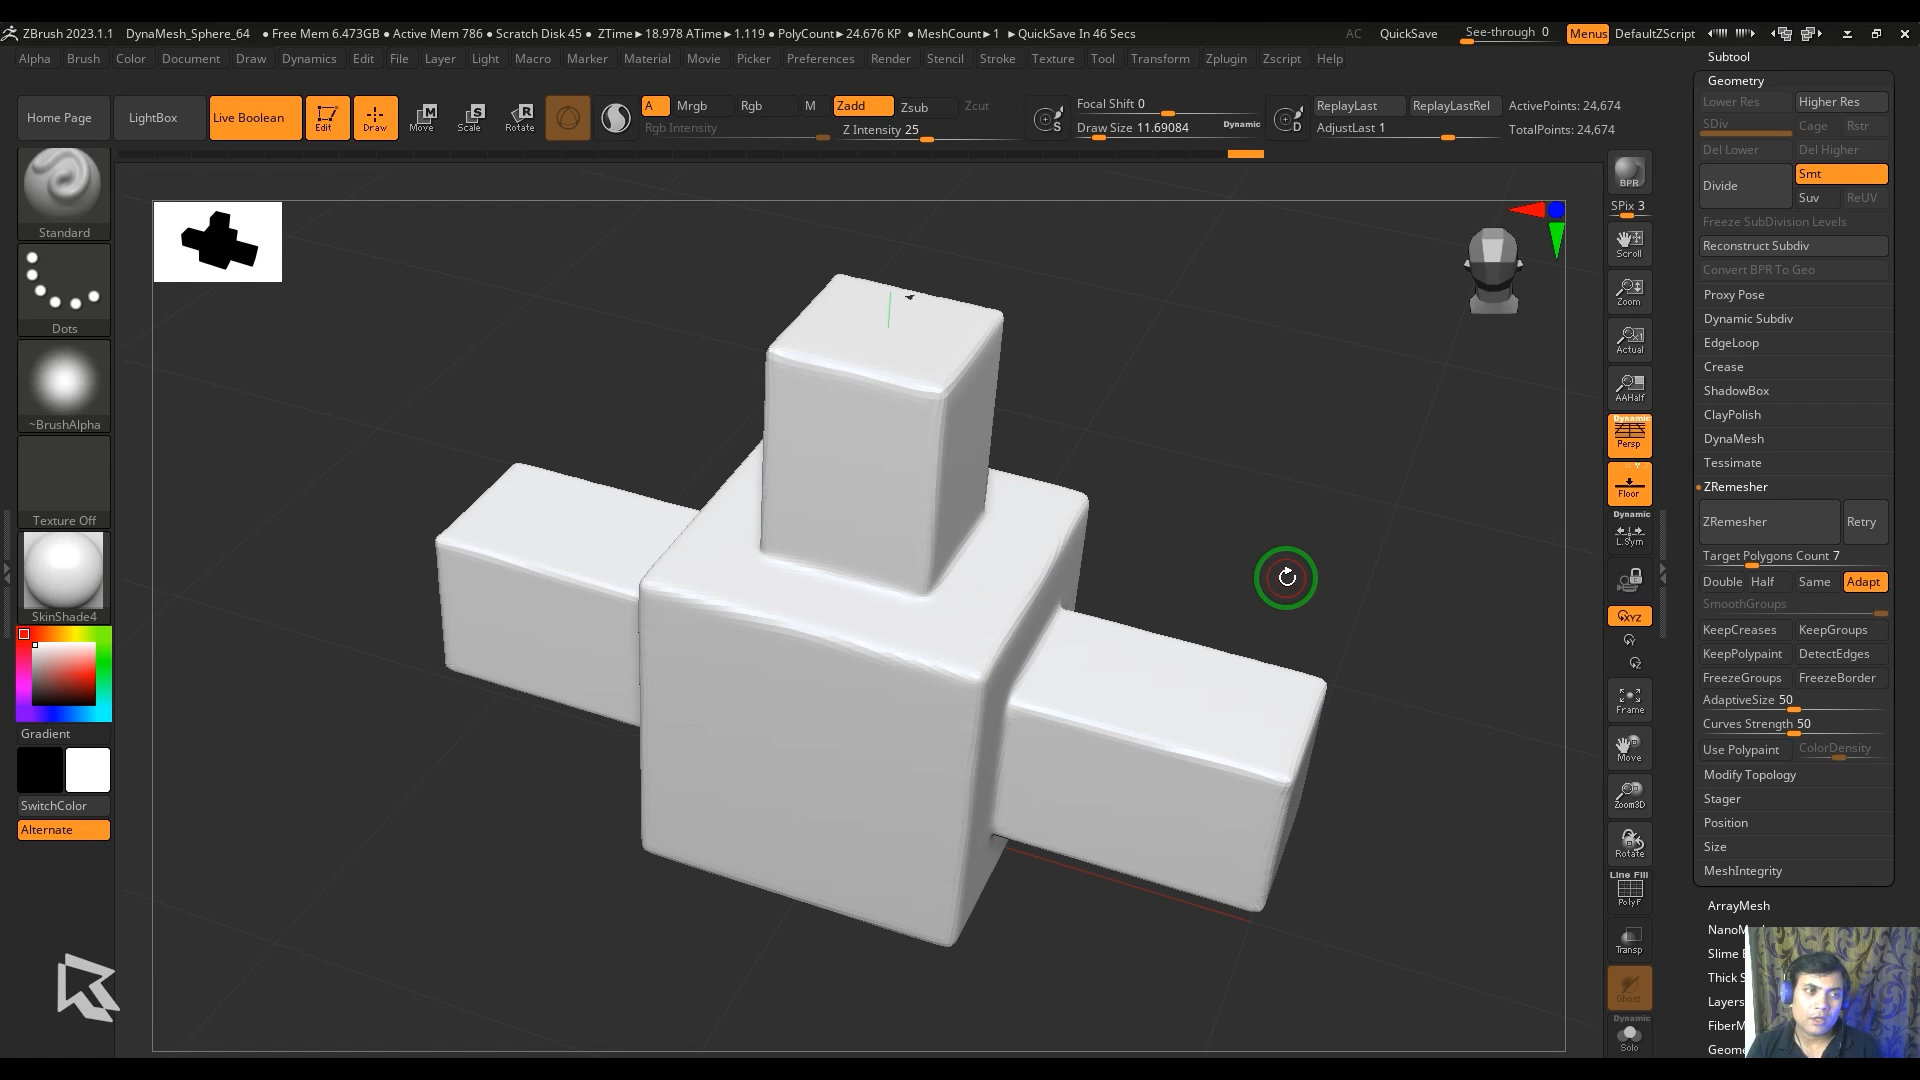 ZBrush 2023.1.1 DynaMesh_Sphere_64 ● Free Mem 6.473GB ● Active Mem 786 ● Scratch Disk 45 ● ZTime►18.978 ATime►1.119 ● PolyCount►24.676 KP ● MeshCount►1 ►QuickSave In 46 Secs AC QuickSave See-through 0 Menus DefaultZScript
Alpha Brush Color Document Draw Dynamics Edit File Layer Light Macro Marker Material Movie Picker Preferences Render Stencil Stroke Texture Tool Transform Zplugin Zscript Help
Home Page LightBox Live Boolean Edit Draw Move Scale Rotate
A Mrgb Rgb M Zadd Zsub Zcut
Rgb Intensity Z Intensity 25
S
Focal Shift 0
Draw Size 11.69084 Dynamic
D
ReplayLast ReplayLastRel ActivePoints: 24,674
AdjustLast 1 TotalPoints: 24,674
Standard
Dots
~BrushAlpha
Texture Off
SkinShade4
Gradient
SwitchColor
Alternate
BPR
SPix 3
Scroll
Zoom
Actual
AAHalf
Dynamic
Persp
Floor
Dynamic
L.Sym
XYZ
Y
Z
Frame
Move
Zoom3D
Rotate
Line Fill
PolyF
Transp
Ghost
Dynamic
Solo
Subtool
Geometry
Lower Res Higher Res
SDiv Cage Rstr
Del Lower Del Higher
Divide Smt
Suv ReUV
Freeze SubDivision Levels
Reconstruct Subdiv
Convert BPR To Geo
Proxy Pose
Dynamic Subdiv
EdgeLoop
Crease
ShadowBox
ClayPolish
DynaMesh
Tessimate
ZRemesher
ZRemesher Retry
Target Polygons Count 7
Double Half Same Adapt
SmoothGroups
KeepCreases KeepGroups
KeepPolypaint DetectEdges
FreezeGroups FreezeBorder
AdaptiveSize 50
Curves Strength 50
Use Polypaint ColorDensity
Modify Topology
Stager
Position
Size
MeshIntegrity
ArrayMesh
NanoM
Slime
Thick S
Layers
FiberM
Geome